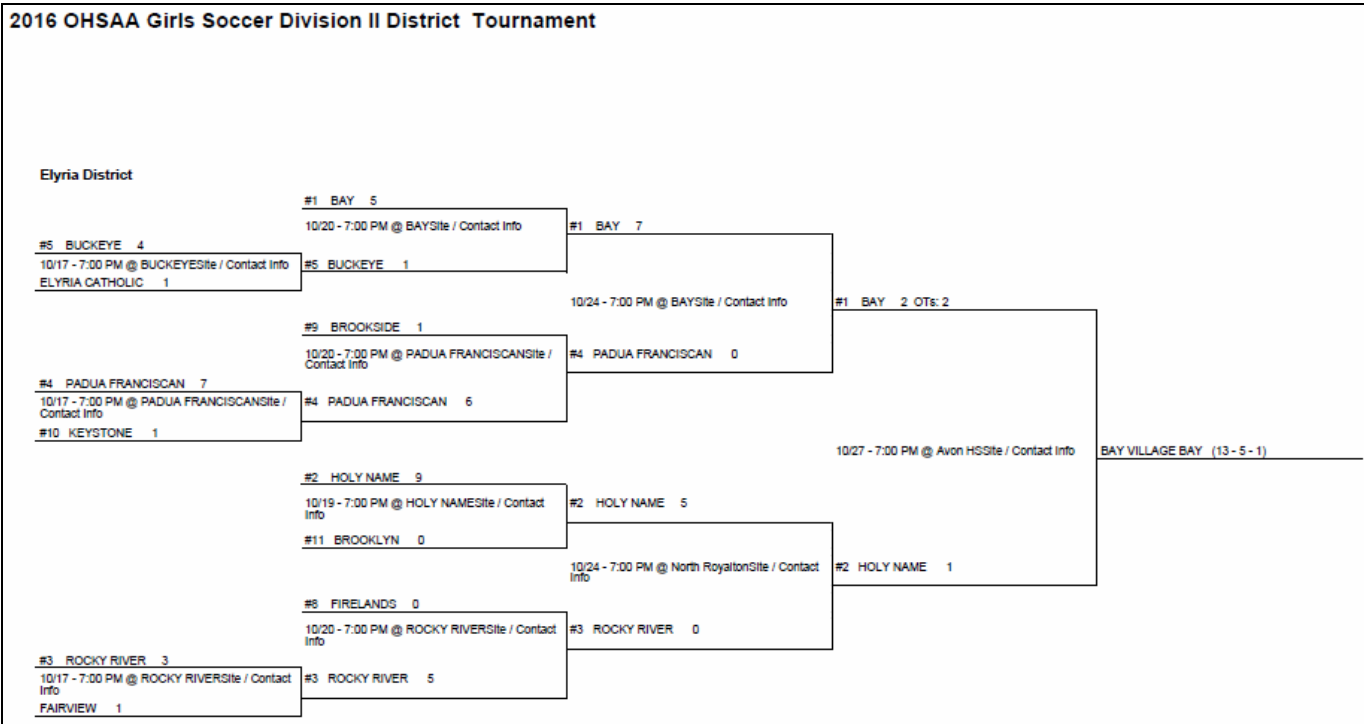 2016 OHSAA Girls Soccer Division II District Tournament
Elyria District
#1 BAY 5
10/20 - 7:00 PM @ BAYSite / Contact Info
#1 BAY 7
#5 BUCKEYE 4
10/17 - 7:00 PM @ BUCKEYESite / Contact Info
#5 BUCKEYE 1
ELYRIA CATHOLIC 1
10/24 - 7:00 PM @ BAYSite / Contact Info
#1 BAY 2 OTs: 2
#9 BROOKSIDE 1
10/20 - 7:00 PM @ PADUA FRANCISCANSite /
Contact Info
#4 PADUA FRANCISCAN 0
#4 PADUA FRANCISCAN 7
10/17 - 7:00 PM @ PADUA FRANCISCANSite /
Contact Info
#4 PADUA FRANCISCAN 6
#10 KEYSTONE 1
10/27 - 7:00 PM @ Avon HSSite / Contact Info
BAY VILLAGE BAY (13 - 5 - 1)
#2 HOLY NAME 9
10/19 - 7:00 PM @ HOLY NAMESite / Contact
Info
#2 HOLY NAME 5
#11 BROOKLYN 0
10/24 - 7:00 PM @ North RoyaltonSite / Contact
Info
#2 HOLY NAME 1
#8 FIRELANDS 0
10/20 - 7:00 PM @ ROCKY RIVERSite / Contact
Info
#3 ROCKY RIVER 0
#3 ROCKY RIVER 3
10/17 - 7:00 PM @ ROCKY RIVERSite / Contact
Info
#3 ROCKY RIVER 5
FAIRVIEW 1